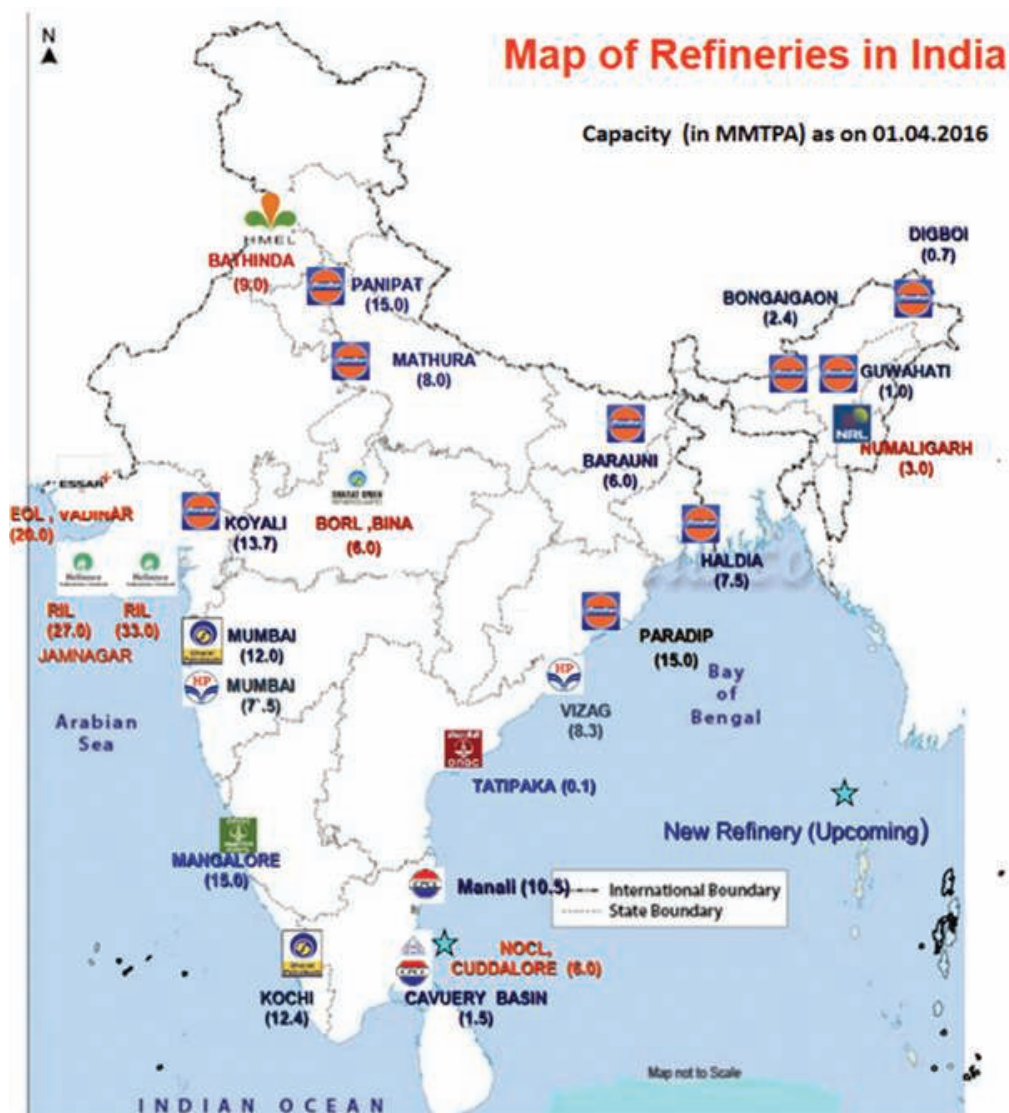 N
Map of Refineries in India
Capacity (in MMTPA) as on 01.04.2016
HMEL
BATHINDA
(9.0)
PANIPAT
(15.0)
MATHURA
(8.0)
DIGBOI
(0.7)
BONGAIGAON
(2.4)
GUWAHATI
(1.0)
NRL
NUMALIGARH
(3.0)
BARAUNI
(6.0)
ESSAR
EOL , VADINAR
(20.0)
KOYALI
(13.7)
BHARAT OMAN
BORL ,BINA
(6.0)
HALDIA
(7.5)
Reliance
Reliance
RIL
(27.0)
RIL
(33.0)
JAMNAGAR
MUMBAI
(12.0)
HP
MUMBAI
(7`.5)
PARADIP
(15.0)
HP
VIZAG
(8.3)
Bay
of
Bengal
Arabian
Sea
ONGC
TATIPAKA (0.1)
New Refinery (Upcoming)
MANGALORE
(15.0)
CPCL
Manali (10.5)
International Boundary
State Boundary
NOCL,
CUDDALORE (6.0)
CPCL
CAVUERY BASIN
(1.5)
KOCHI
(12.4)
Map not to Scale
INDIAN OCEAN